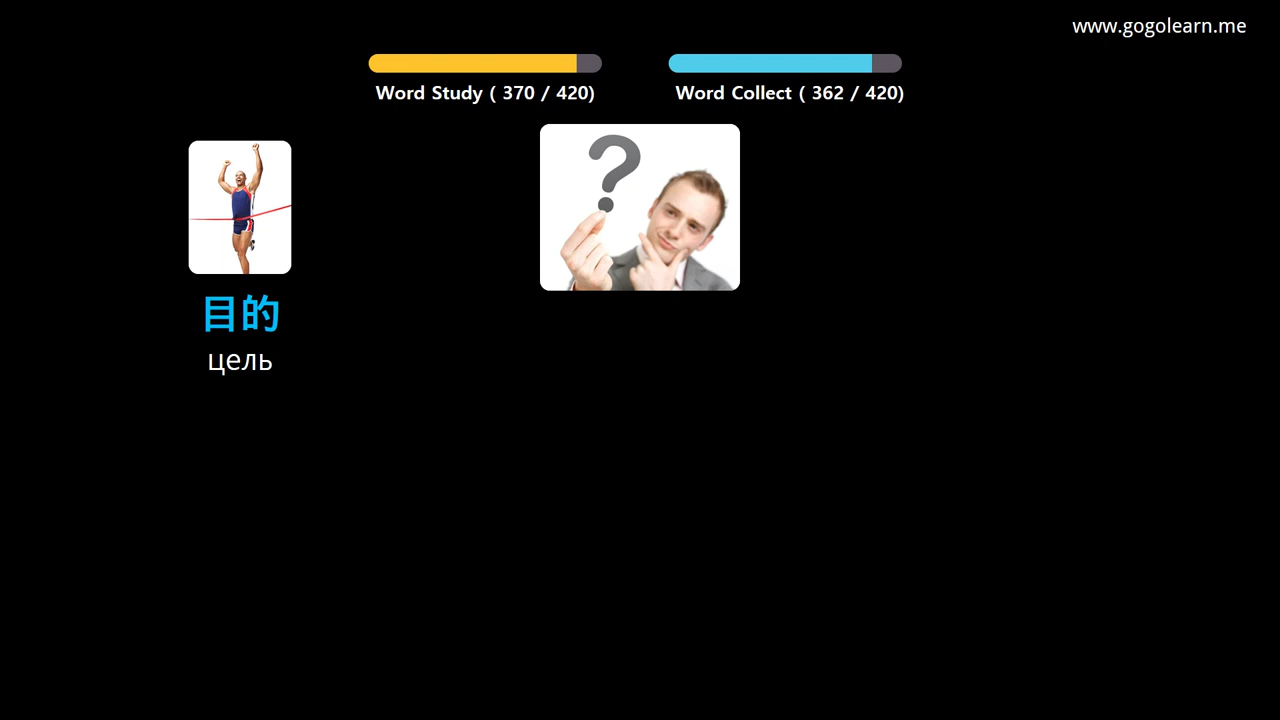 www.gogolearn.me
Word Study ( 370 / 420)
Word Collect ( 362 / 420)
?
目的
цель